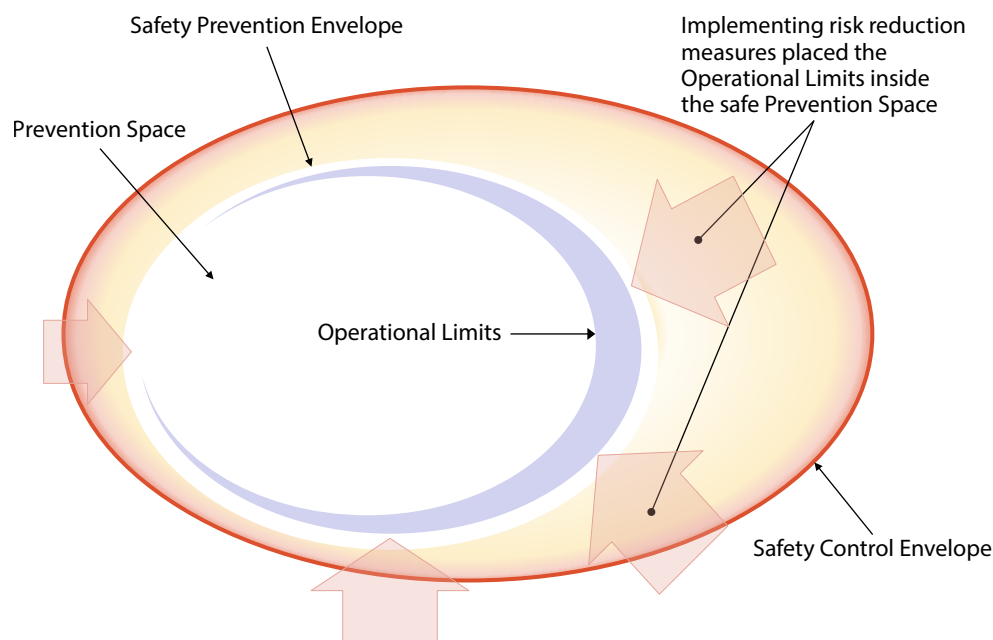 Safety Prevention Envelope
Implementing risk reduction
measures placed the
Operational Limits inside
the safe Prevention Space
Prevention Space
Operational Limits
Safety Control Envelope